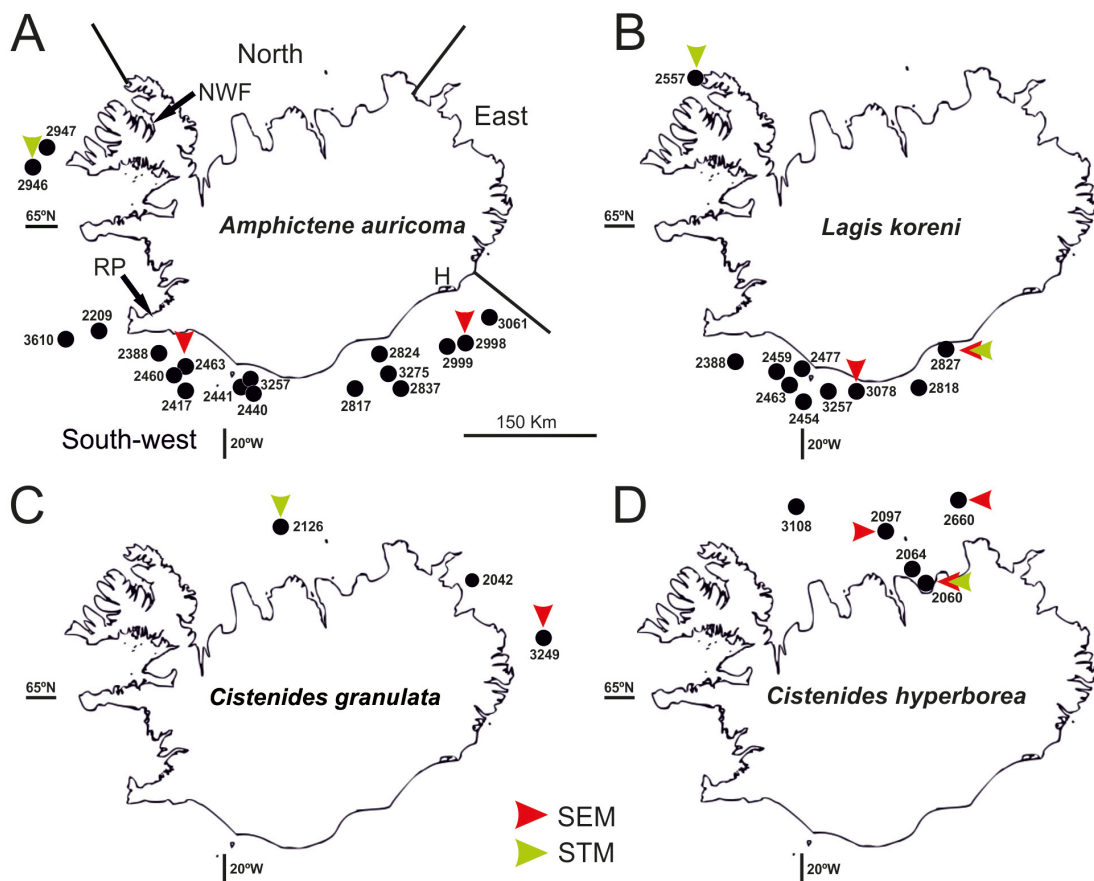 A
North
NWF
East
2947
2946
65ºN
Amphictene auricoma
RP
H
2209
3610
2388
2463
2460
2417
2441
3257
2440
2824
3275
2837
2817
3061
2998
2999
South-west
20ºW
150 Km
B
2557
65ºN
Lagis koreni
2388
2459
2477
2463
2454
3257
3078
2827
2818
20ºW
C
2126
2042
3249
65ºN
Cistenides granulata
20ºW
D
3108
2097
2660
2064
2060
65ºN
Cistenides hyperborea
20ºW
SEM
STM